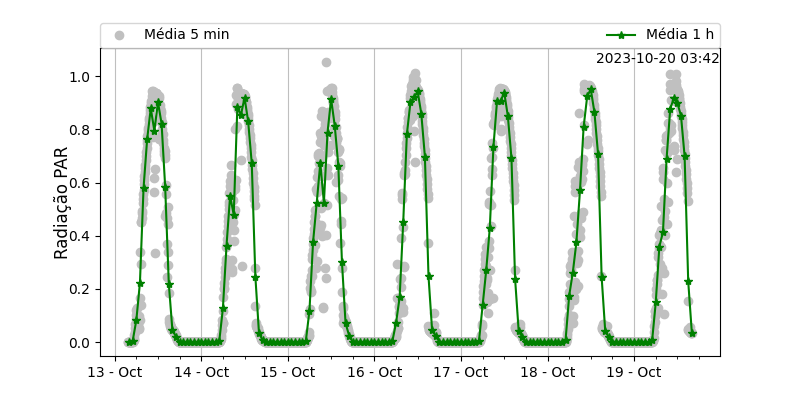 Média 5 min
Média 1 h
2023-10-20 03:42
Radiação PAR
1.0
0.8
0.6
0.4
0.2
0.0
13 - Oct
14 - Oct
15 - Oct
16 - Oct
17 - Oct
18 - Oct
19 - Oct